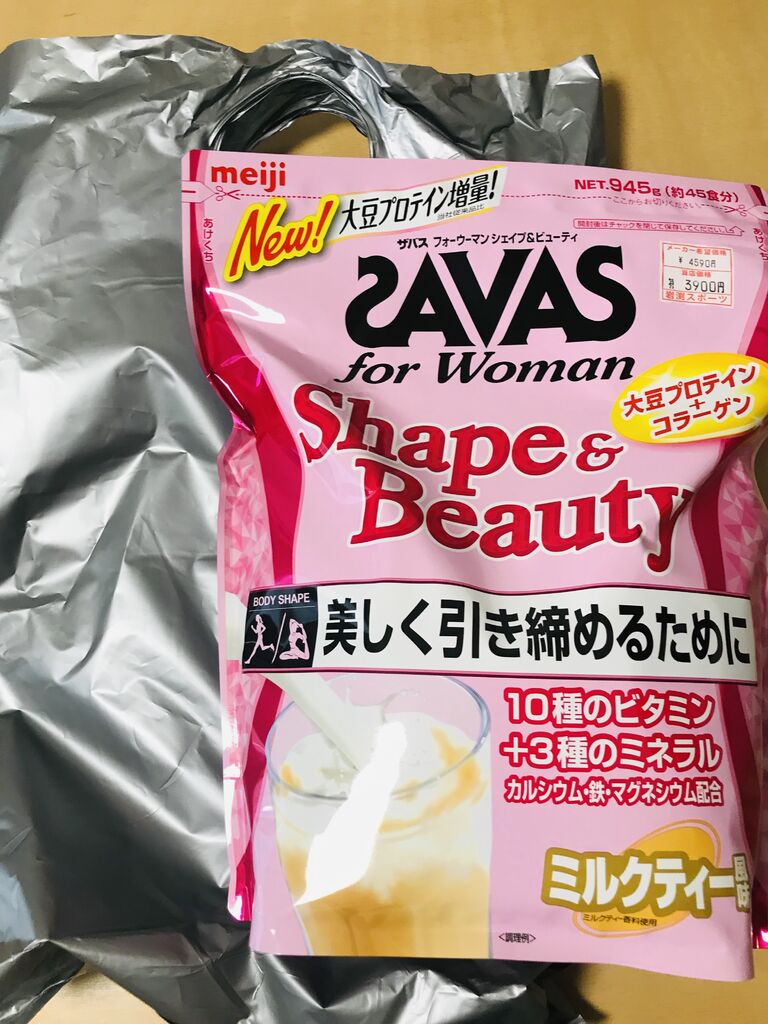 meiji
NET.945g(約45食分)
ここからお切りください。
あけくち
New! 大豆プロテイン増量!
当社従来品比
開封後はチャックを閉じて保存してください。
ザバス フォーウーマン シェイプ&ビューティ
SAVAS
for Woman
メーカー希望価格
¥ 4590円
当店価格
3900円
岩渕スポーツ
大豆プロテイン
+
コラーゲン
Shape &
Beauty
BODY SHAPE
美しく引き締めるために
10種のビタミン
+3種のミネラル
カルシウム・鉄・マグネシウム配合
ミルクティー風味
ミルクティー香料使用
<調理例>